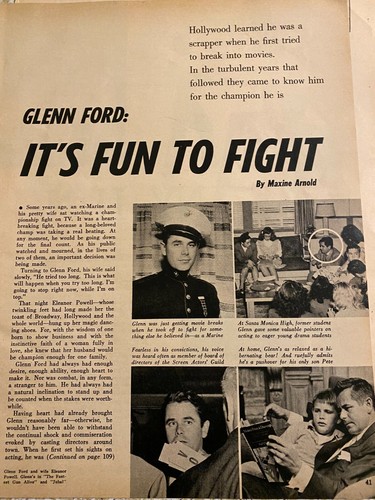 Hollywood learned he was a
scrapper when he first tried
to break into movies.
In the turbulent years that
followed they came to know him
for the champion he is
GLENN FORD:
IT'S FUN TO FIGHT
By Maxine Arnold
• Some years ago, an ex-Marine and
his pretty wife sat watching a cham-
pionship fight on TV. It was a heart-
breaking fight, because a long-beloved
champ was taking a real beating. At
any moment, he would be going down
for the final count. As his public
watched and mourned, in the lives of
two of them, an important decision was
being made.
Turning to Glenn Ford, his wife said
slowly, "He tried too long. This is what
will happen when you try too long. I'm
going to stop right now, while I'm on
top."
That night Eleanor Powell—whose
twinkling feet had long made her the
toast of Broadway, Hollywood and the
whole world—hung up her magic danc-
ing shoes. For, with the wisdom of one
born to show business and with the
instinctive faith of a woman fully in
love, she knew that her husband would
be champion enough for one family.
Glenn Ford had always had enough
desire, enough ability, enough heart to
make it. Nor was combat, in any form,
a stranger to him. He had always had
a natural inclination to stand up and
be counted when the stakes were worth-
while.
Having heart had already brought
Glenn reasonably far—otherwise, he
wouldn't have been able to withstand
the continual shock and commiseration
evoked by casting directors around
town. When he first set his sights on
acting, he was (Continued on page 109)
Glenn Ford and wife Eleanor
Powell. Glenn's in "The Fast-
est Gun Alive" and "Jubal"
Glenn was just getting movie breaks
when he took off to fight for some-
thing else he believed in—as a Marine
At Santa Monica High, former student
Glenn gave some valuable pointers on
acting to eager young drama students
Fearless in his convictions, his voice
was heard often as member of board of
directors of the Screen Actors' Guild
At home, Glenn's as relaxed as a hi-
bernating bear! And ruefully admits
he's a pushover for his only son Pete
41